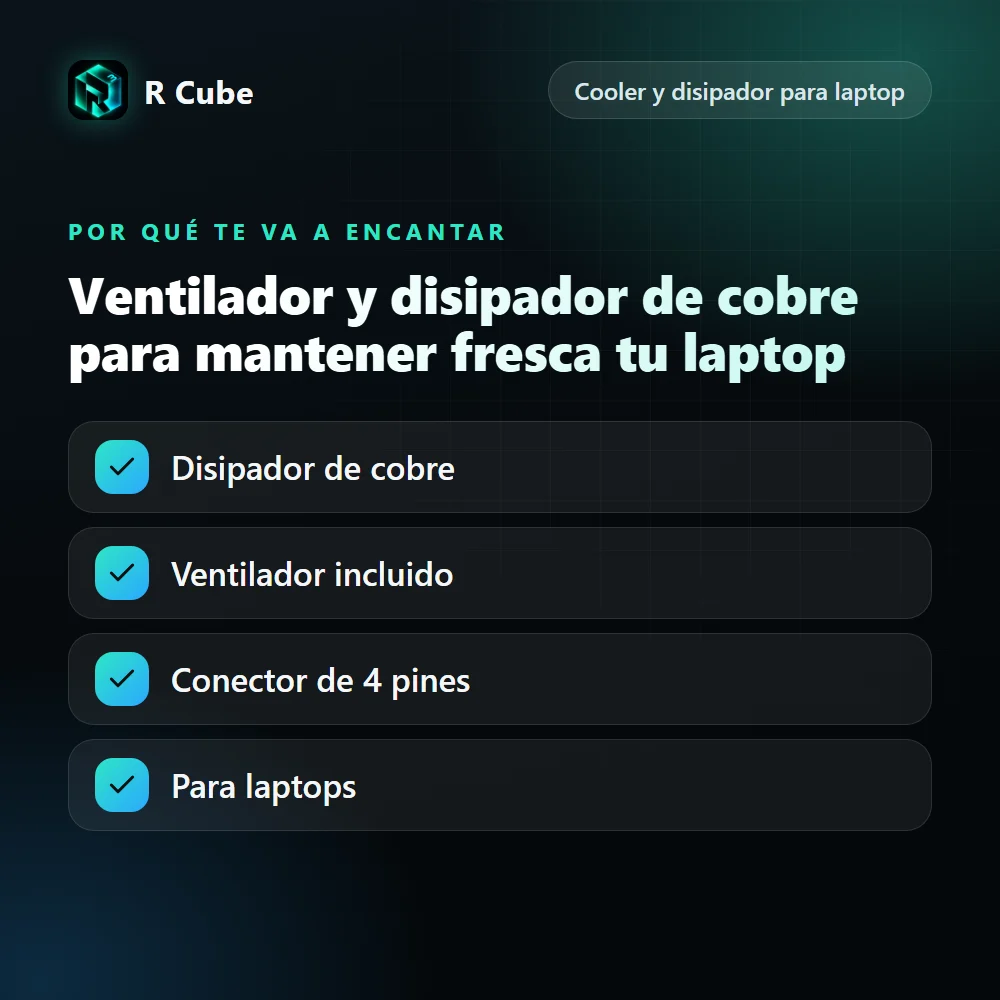 R Cube
Cooler y disipador para laptop
POR QUÉ TE VA A ENCANTAR
Ventilador y disipador de cobre
para mantener fresca tu laptop
Disipador de cobre
Ventilador incluido
Conector de 4 pines
Para laptops